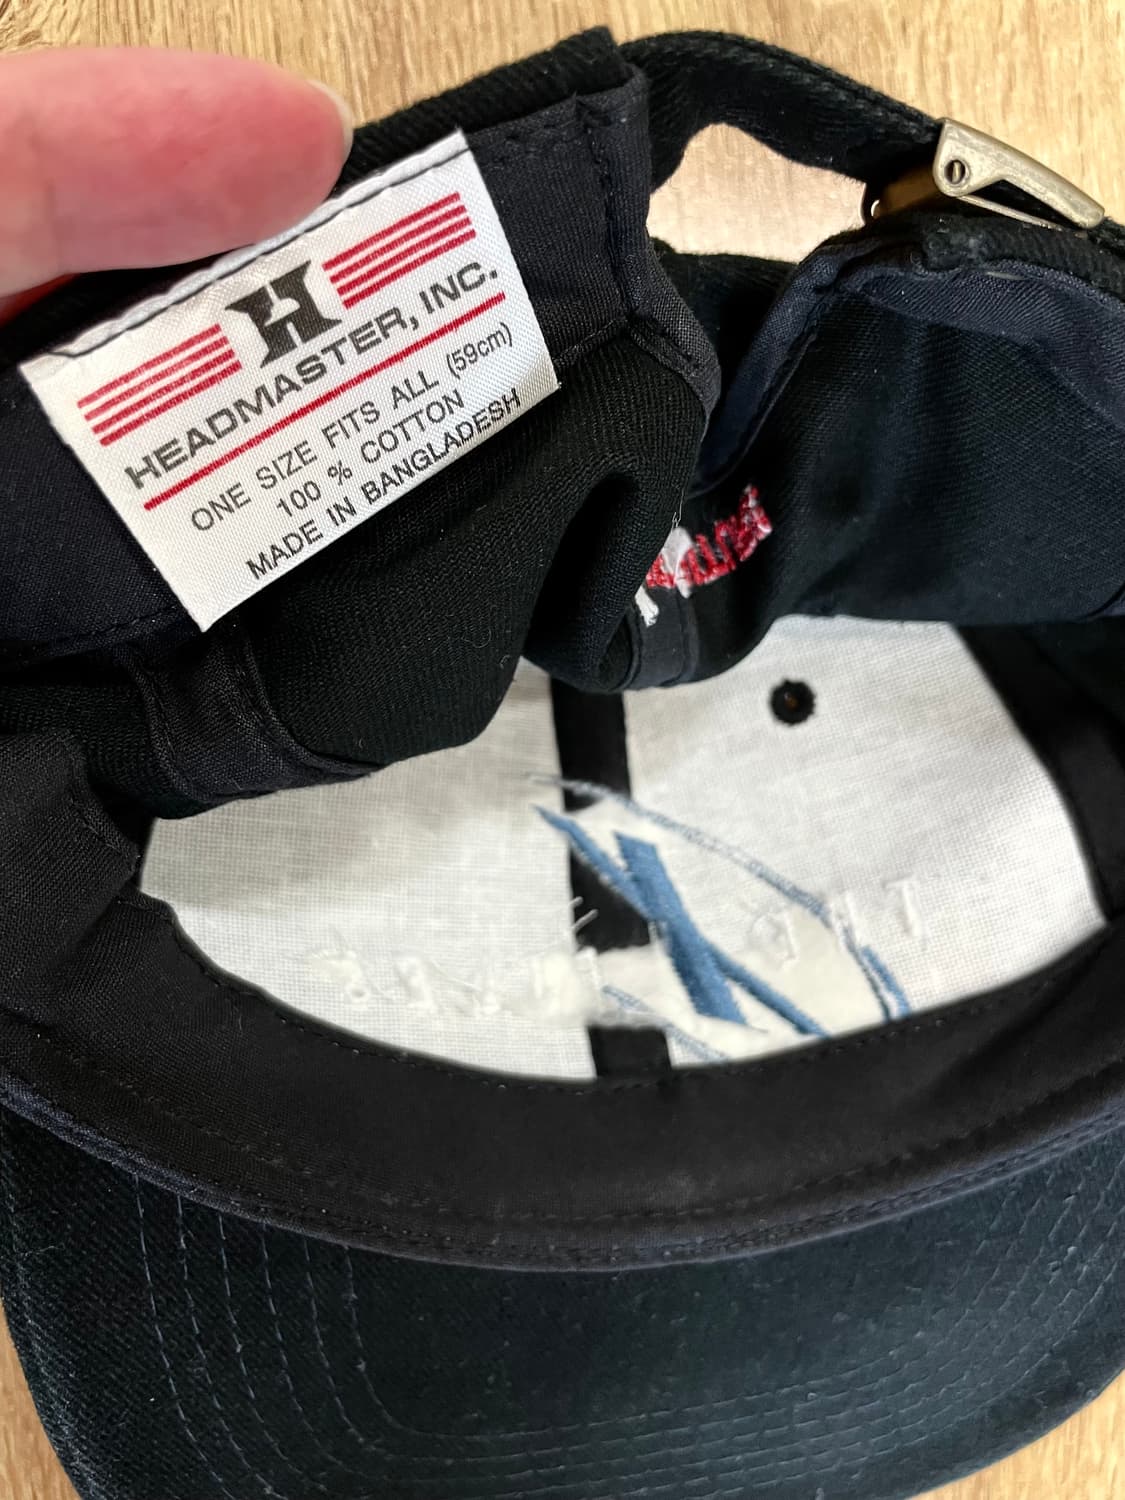 H
HEADMASTER, INC.
ONE SIZE FITS ALL (59cm)
100 % COTTON
MADE IN BANGLADESH